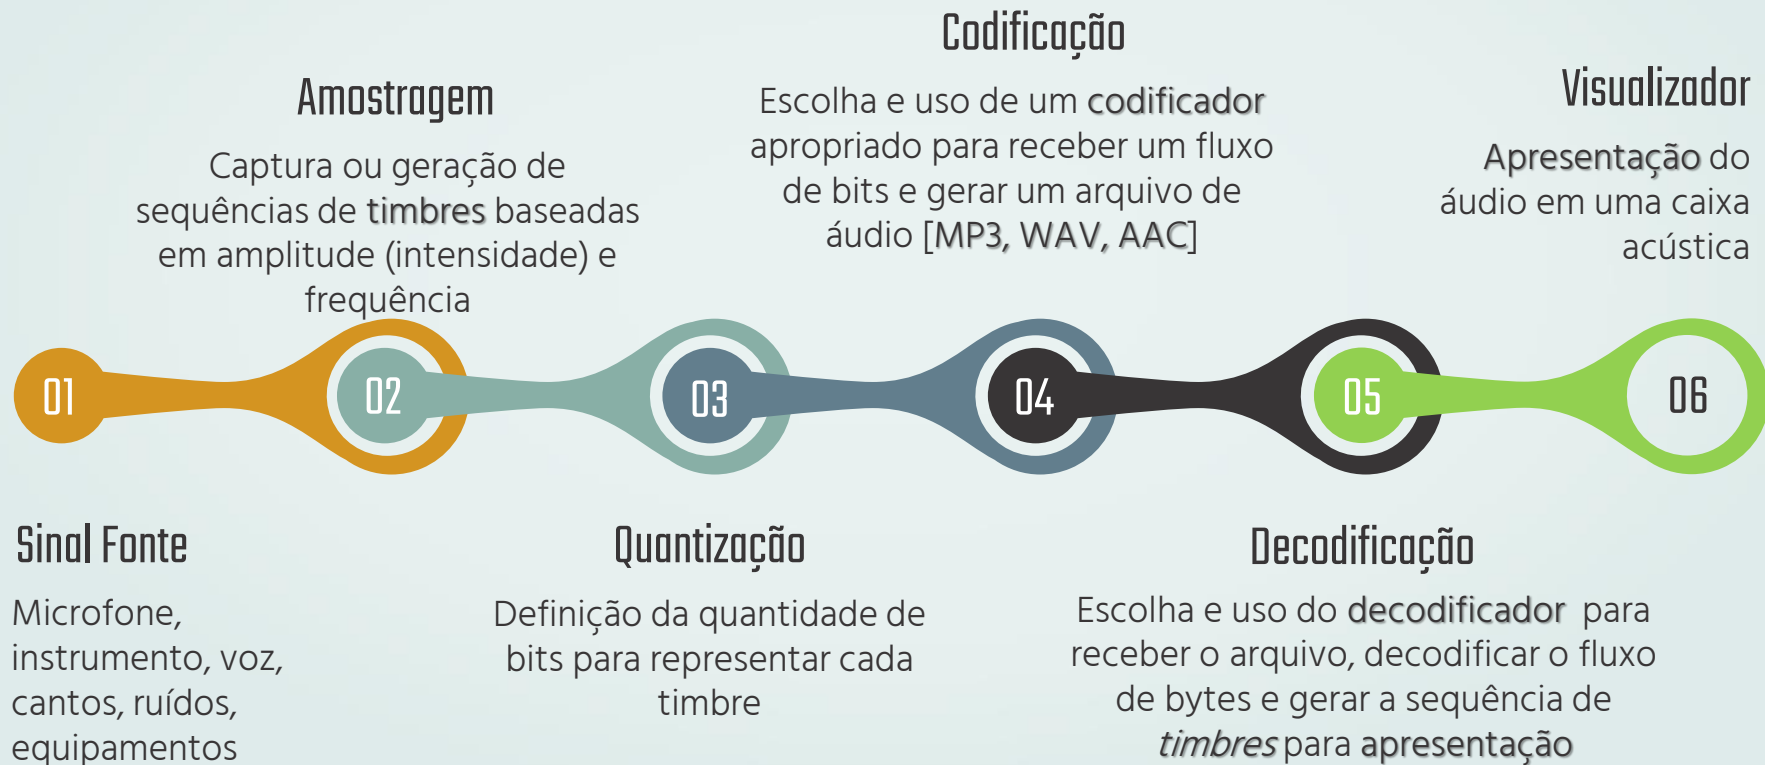 01
Sinal Fonte
Microfone,
instrumento, voz,
cantos, ruídos,
equipamentos
02
Amostragem
Captura ou geração de
sequências de timbres baseadas
em amplitude (intensidade) e
frequência
03
Quantização
Definição da quantidade de
bits para representar cada
timbre
04
Codificação
Escolha e uso de um codificador
apropriado para receber um fluxo
de bits e gerar um arquivo de
áudio [MP3, WAV, AAC]
05
Decodificação
Escolha e uso do decodificador para
receber o arquivo, decodificar o fluxo
de bytes e gerar a sequência de
timbres para apresentação
06
Visualizador
Apresentação do
áudio em uma caixa
acústica